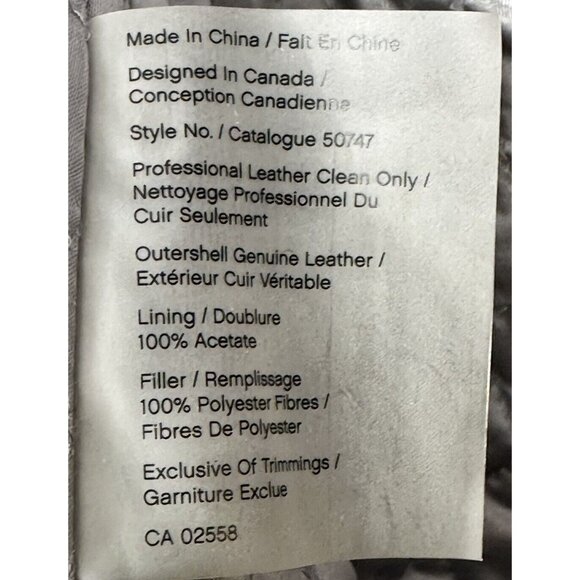 Made In China / Fait En Chine
Designed In Canada /
Conception Canadienne
Style No. / Catalogue 50747
Professional Leather Clean Only /
Nettoyage Professionnel Du
Cuir Seulement
Outershell Genuine Leather /
Extérieur Cuir Véritable
Lining / Doublure
100% Acetate
Filler / Remplissage
100% Polyester Fibres /
Fibres De Polyester
Exclusive Of Trimmings /
Garniture Exclue
CA 02558